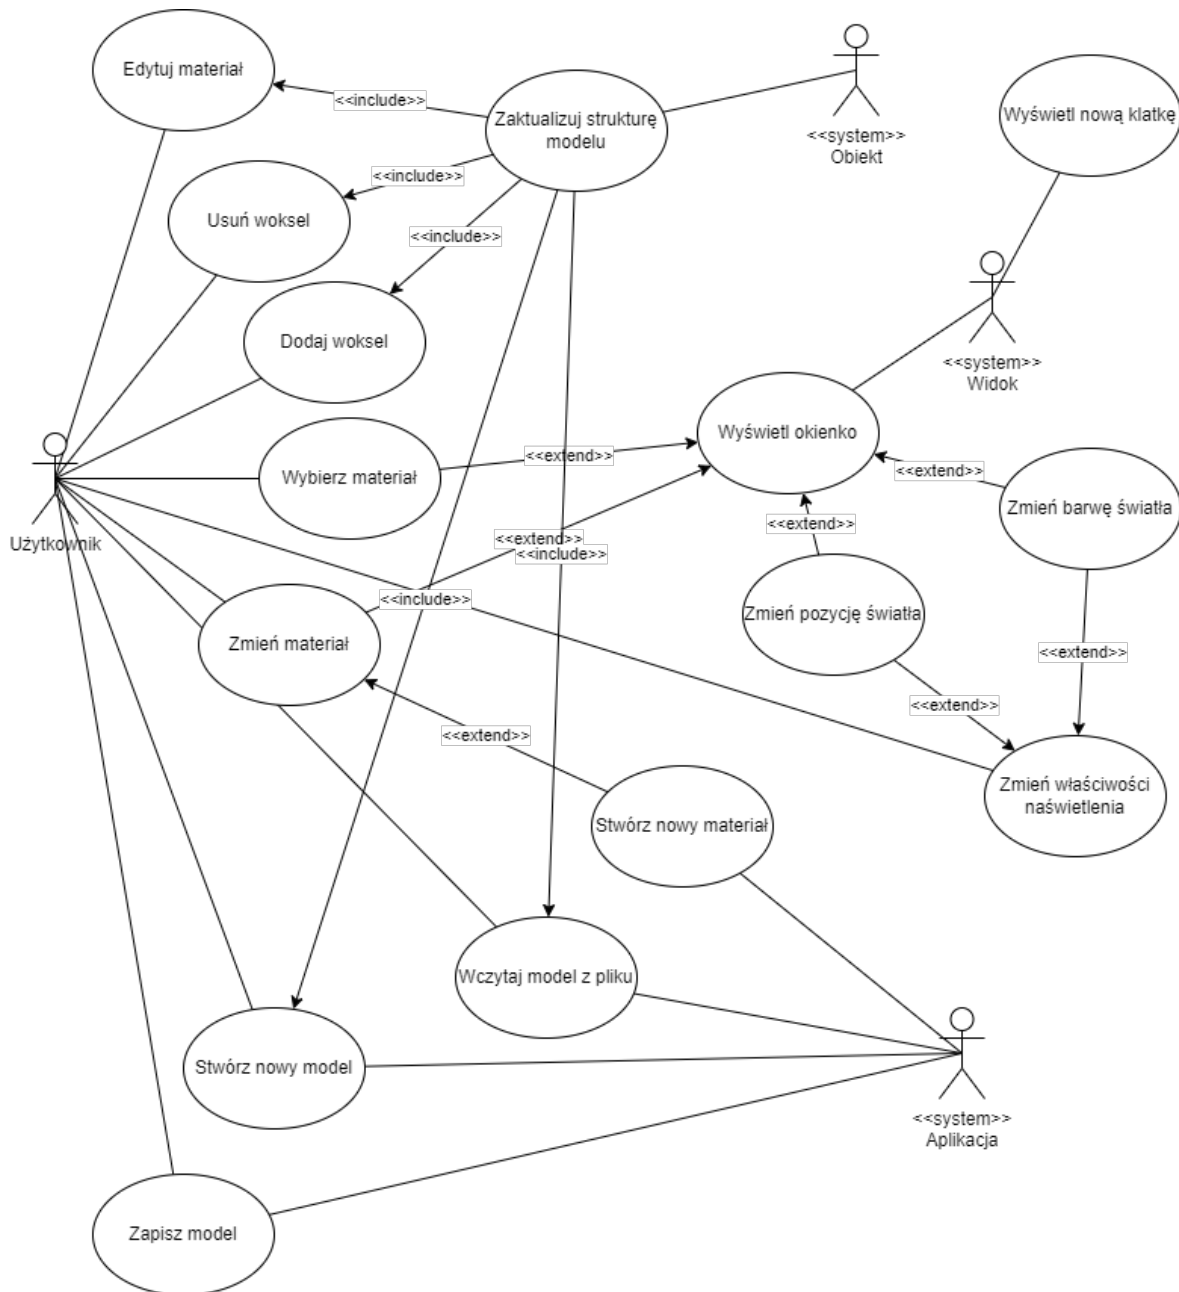 Edytuj materiał
<<include>>
Zaktualizuj strukturę
modelu
<<system>>
Obiekt
Wyświetl nową klatkę
<<include>>
Usuń woksel
<<include>>
Dodaj woksel
<<system>>
Widok
Wyświetl okienko
Wybierz materiał
<<extend>>
<<extend>>
Zmień barwę światła
<<extend>>
Użytkownik
<<extend>>
<<include>>
<<include>>
Zmień pozycję światła
Zmień materiał
<<extend>>
<<extend>>
<<extend>>
Zmień właściwości
naświetlenia
Stwórz nowy materiał
Wczytaj model z pliku
Stwórz nowy model
<<system>>
Aplikacja
Zapisz model